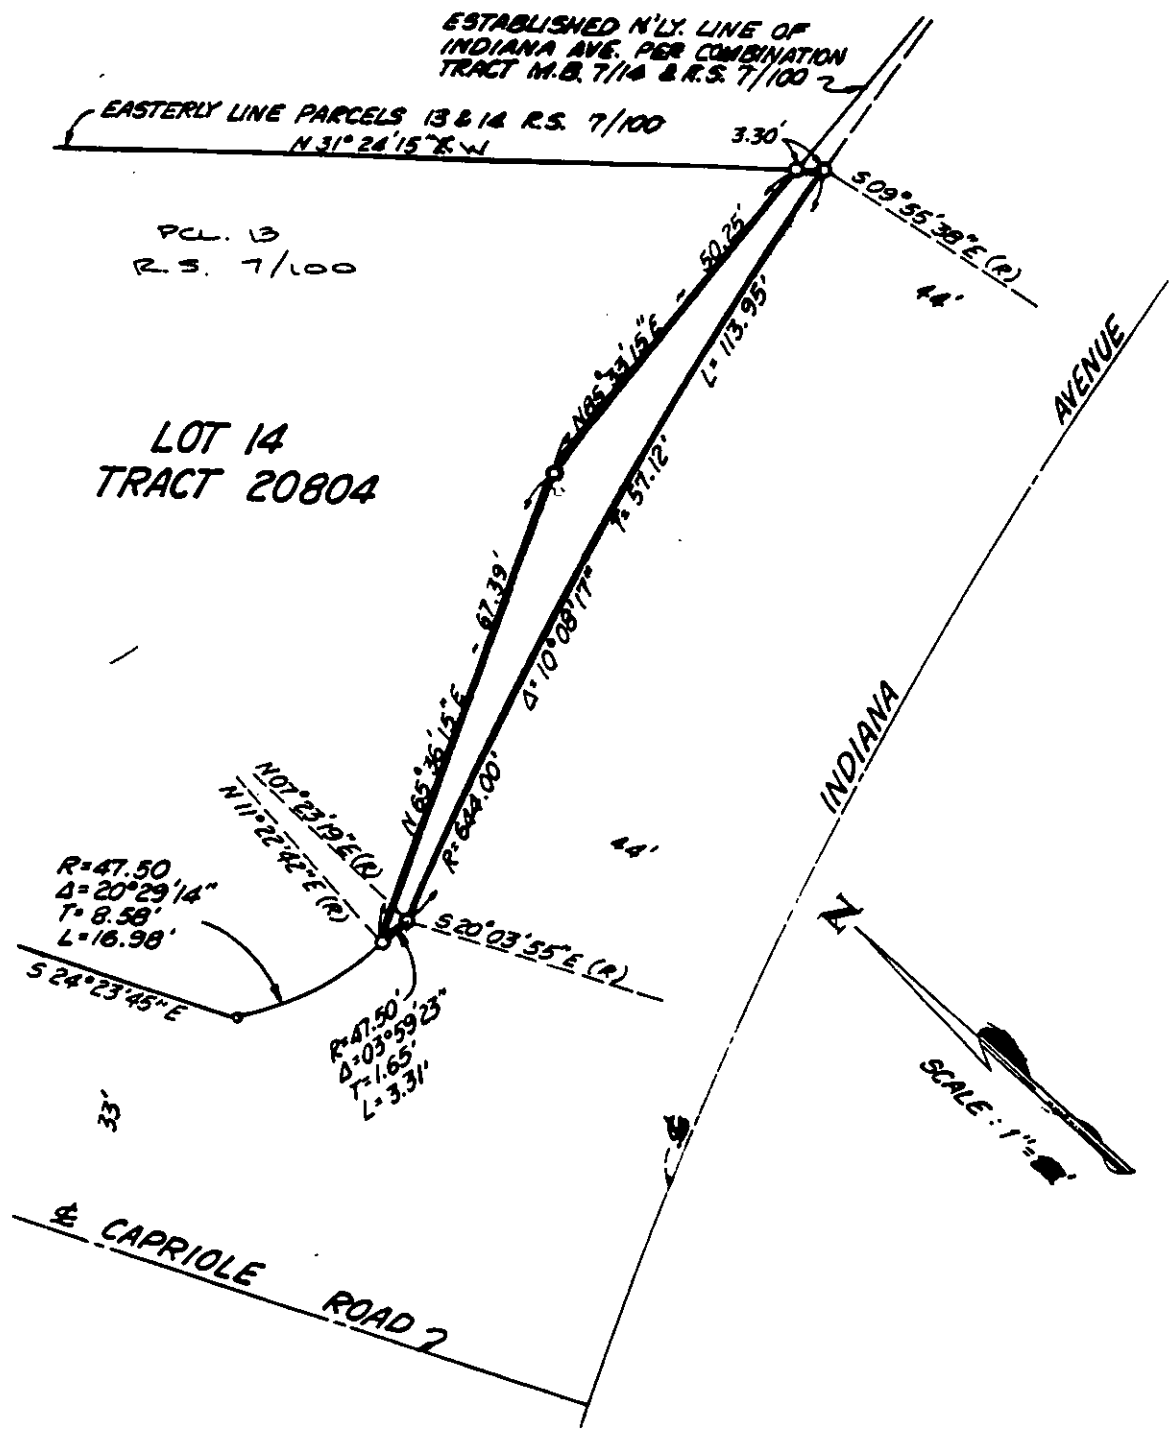 ESTABLISHED N'LY. LINE OF
INDIANA AVE. PER COMBINATION
TRACT M.B. 7/14 & R.S. 7/100
EASTERLY LINE PARCELS 13 & 14 R.S. 7/100
N 31° 24' 15" W
3.30'
S 09° 55' 38" E (R)
PCL. 13
R.S. 7/100
44'
50.25'
N 85° 33' 15" E -
L= 113.95'
AVENUE
LOT 14
TRACT 20804
T= 57.12'
67.39'
Δ= 10° 08' 17"
N 65° 36' 15" E -
R= 644.00'
INDIANA
N 07° 23' 19" E (R)
N 11° 22' 42" E (R)
44'
R=47.50
Δ= 20° 29' 14"
T= 8.58'
L=16.98'
S 20° 03' 55" E (R)
N
S 24° 23' 45" E
R=47.50'
Δ=03° 59' 23"
T=1.65'
L= 3.31'
SCALE : 1"=
33'
℄
℄ CAPRIOLE ROAD